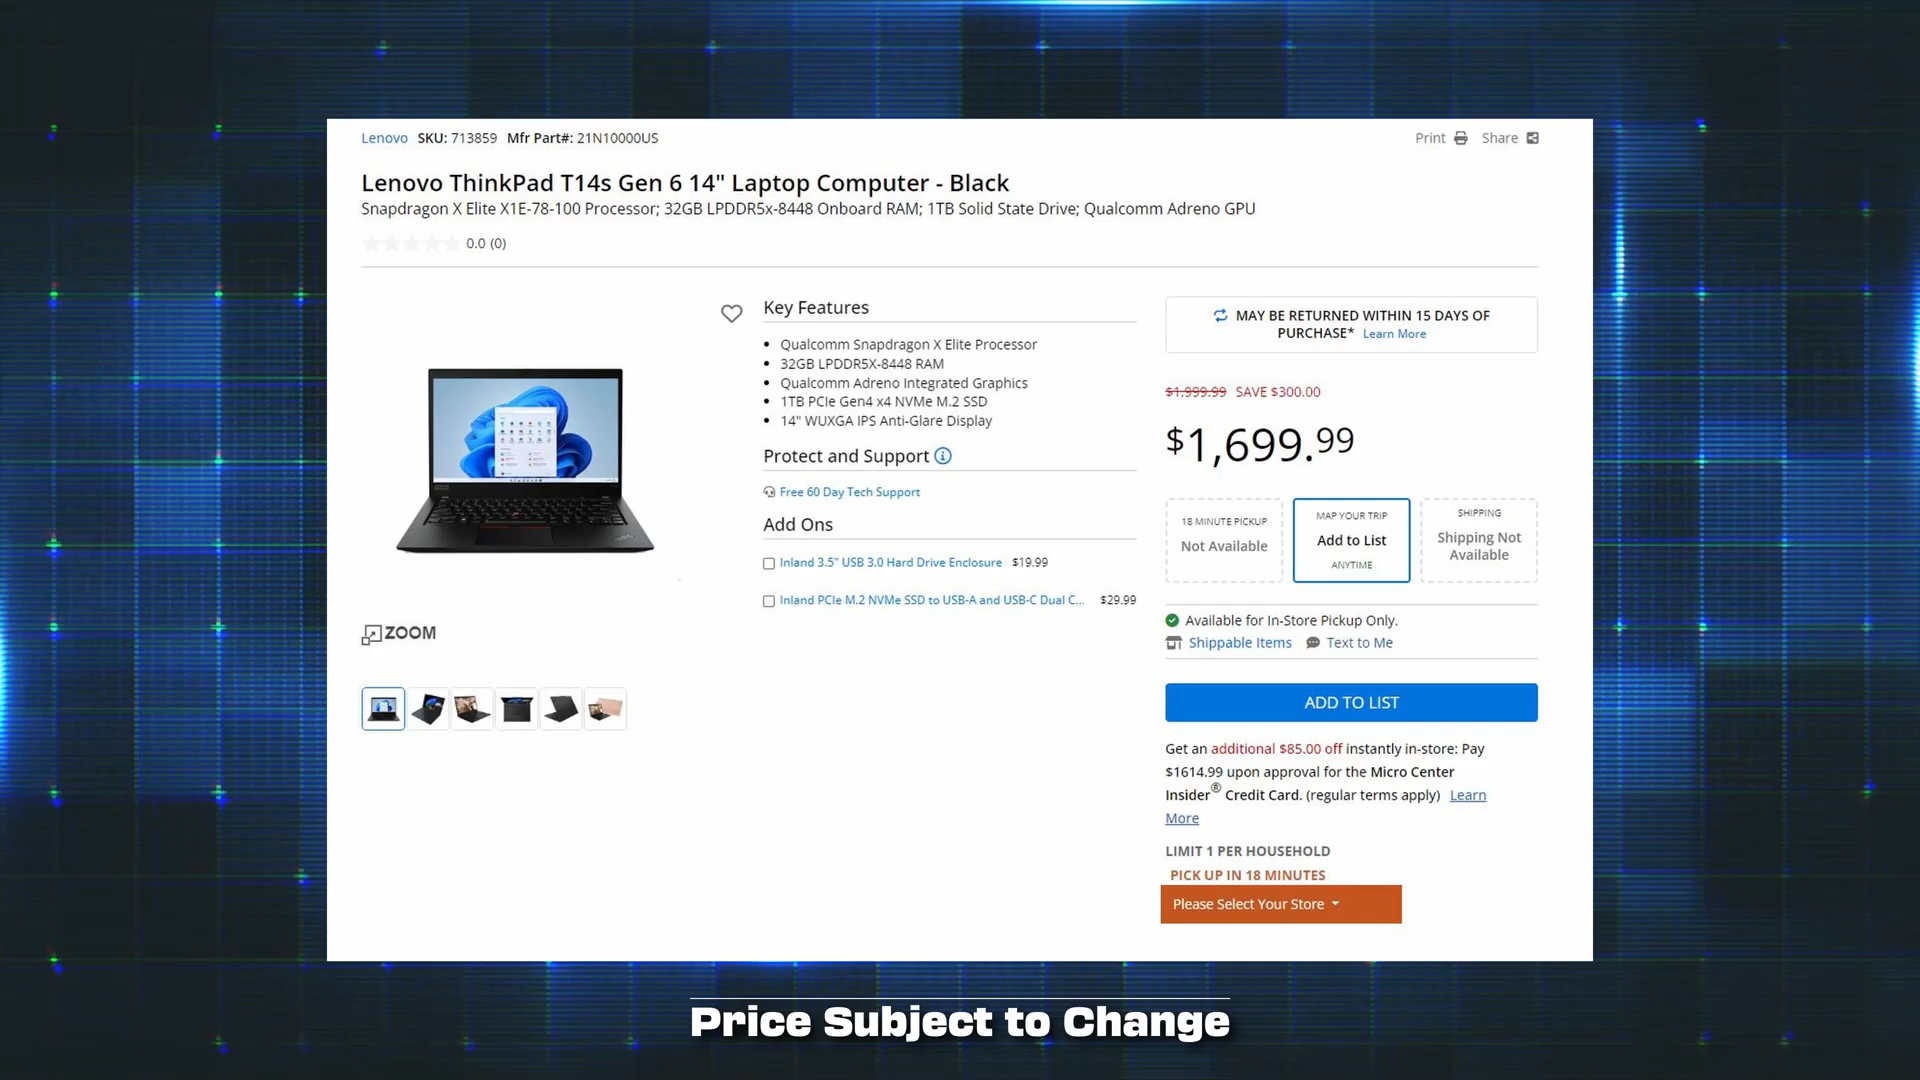 Lenovo SKU: 713859 Mfr Part#: 21N10000US
Print Share
Lenovo ThinkPad T14s Gen 6 14" Laptop Computer - Black
Snapdragon X Elite X1E-78-100 Processor; 32GB LPDDR5x-8448 Onboard RAM; 1TB Solid State Drive; Qualcomm Adreno GPU
0.0 (0)
ZOOM
Key Features
• Qualcomm Snapdragon X Elite Processor
• 32GB LPDDR5X-8448 RAM
• Qualcomm Adreno Integrated Graphics
• 1TB PCIe Gen4 x4 NVMe M.2 SSD
• 14" WUXGA IPS Anti-Glare Display
Protect and Support
Free 60 Day Tech Support
Add Ons
Inland 3.5" USB 3.0 Hard Drive Enclosure $19.99
Inland PCIe M.2 NVMe SSD to USB-A and USB-C Dual C... $29.99
MAY BE RETURNED WITHIN 15 DAYS OF
PURCHASE* Learn More
$1,999.99 SAVE $300.00
$1,699.99
18 MINUTE PICKUP
Not Available
MAP YOUR TRIP
Add to List
ANYTIME
SHIPPING
Shipping Not
Available
Available for In-Store Pickup Only.
Shippable Items Text to Me
ADD TO LIST
Get an additional $85.00 off instantly in-store: Pay
$1614.99 upon approval for the Micro Center
Insider® Credit Card. (regular terms apply) Learn
More
LIMIT 1 PER HOUSEHOLD
PICK UP IN 18 MINUTES
Please Select Your Store
Price Subject to Change